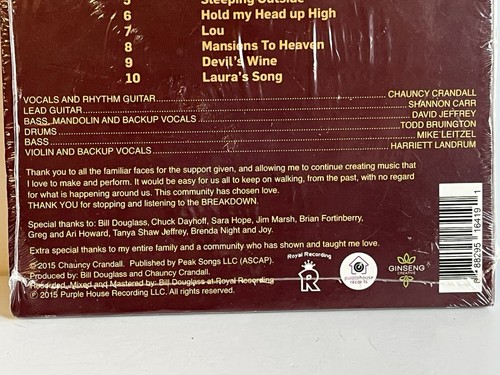 5 Sleeping Outside
6 Hold my Head up High
7 Lou
8 Mansions To Heaven
9 Devil's Wine
10 Laura's Song
VOCALS AND RHYTHM GUITAR CHAUNCY CRANDALL
LEAD GUITAR SHANNON CARR
BASS, MANDOLIN AND BACKUP VOCALS DAVID JEFFREY
DRUMS TODD BRUINGTON
BASS MIKE LEITZEL
VIOLIN AND BACKUP VOCALS HARRIETT LANDRUM
Thank you to all the familiar faces for the support given, and allowing me to continue creating music that
I love to make and perform. It would be easy for us all to keep on walking, from the past, with no regard
for what is happening around us. This community has chosen love.
THANK YOU for stopping and listening to the BREAKDOWN.
Special thanks to: Bill Douglass, Chuck Dayhoff, Sara Hope, Jim Marsh, Brian Fortinberry,
Greg and Ari Howard, Tanya Shaw Jeffrey, Brenda Night and Joy.
Extra special thanks to my entire family and a community who has shown and taught me love.
© 2015 Chauncy Crandall. Published by Peak Songs LLC (ASCAP).
Produced by: Bill Douglass and Chauncy Crandall.
Recorded, Mixed and Mastered by: Bill Douglass at Royal Recording
℗ 2015 Purple House Recording LLC. All rights reserved.
Royal Recording
R
purplehouse
records
GINSENG
CREATIVE
8 88295 16419 1